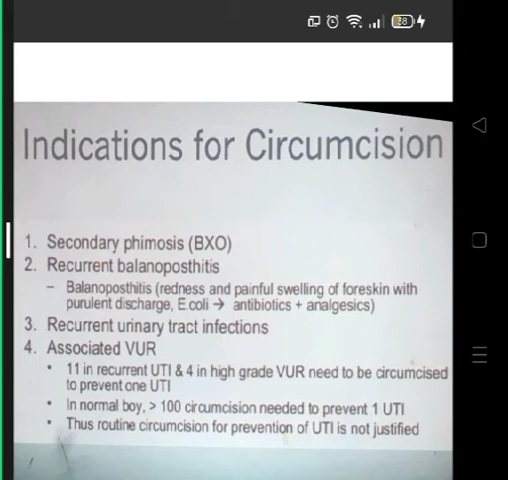 28
Indications for Circumcision
1. Secondary phimosis (BXO)
2. Recurrent balanoposthitis
– Balanoposthitis (redness and painful swelling of foreskin with
purulent discharge, E.coli → antibiotics + analgesics)
3. Recurrent urinary tract infections
4. Associated VUR
• 11 in recurrent UTI & 4 in high grade VUR need to be circumcised
to prevent one UTI
• In normal boy, > 100 circumcision needed to prevent 1 UTI
• Thus routine circumcision for prevention of UTI is not justified